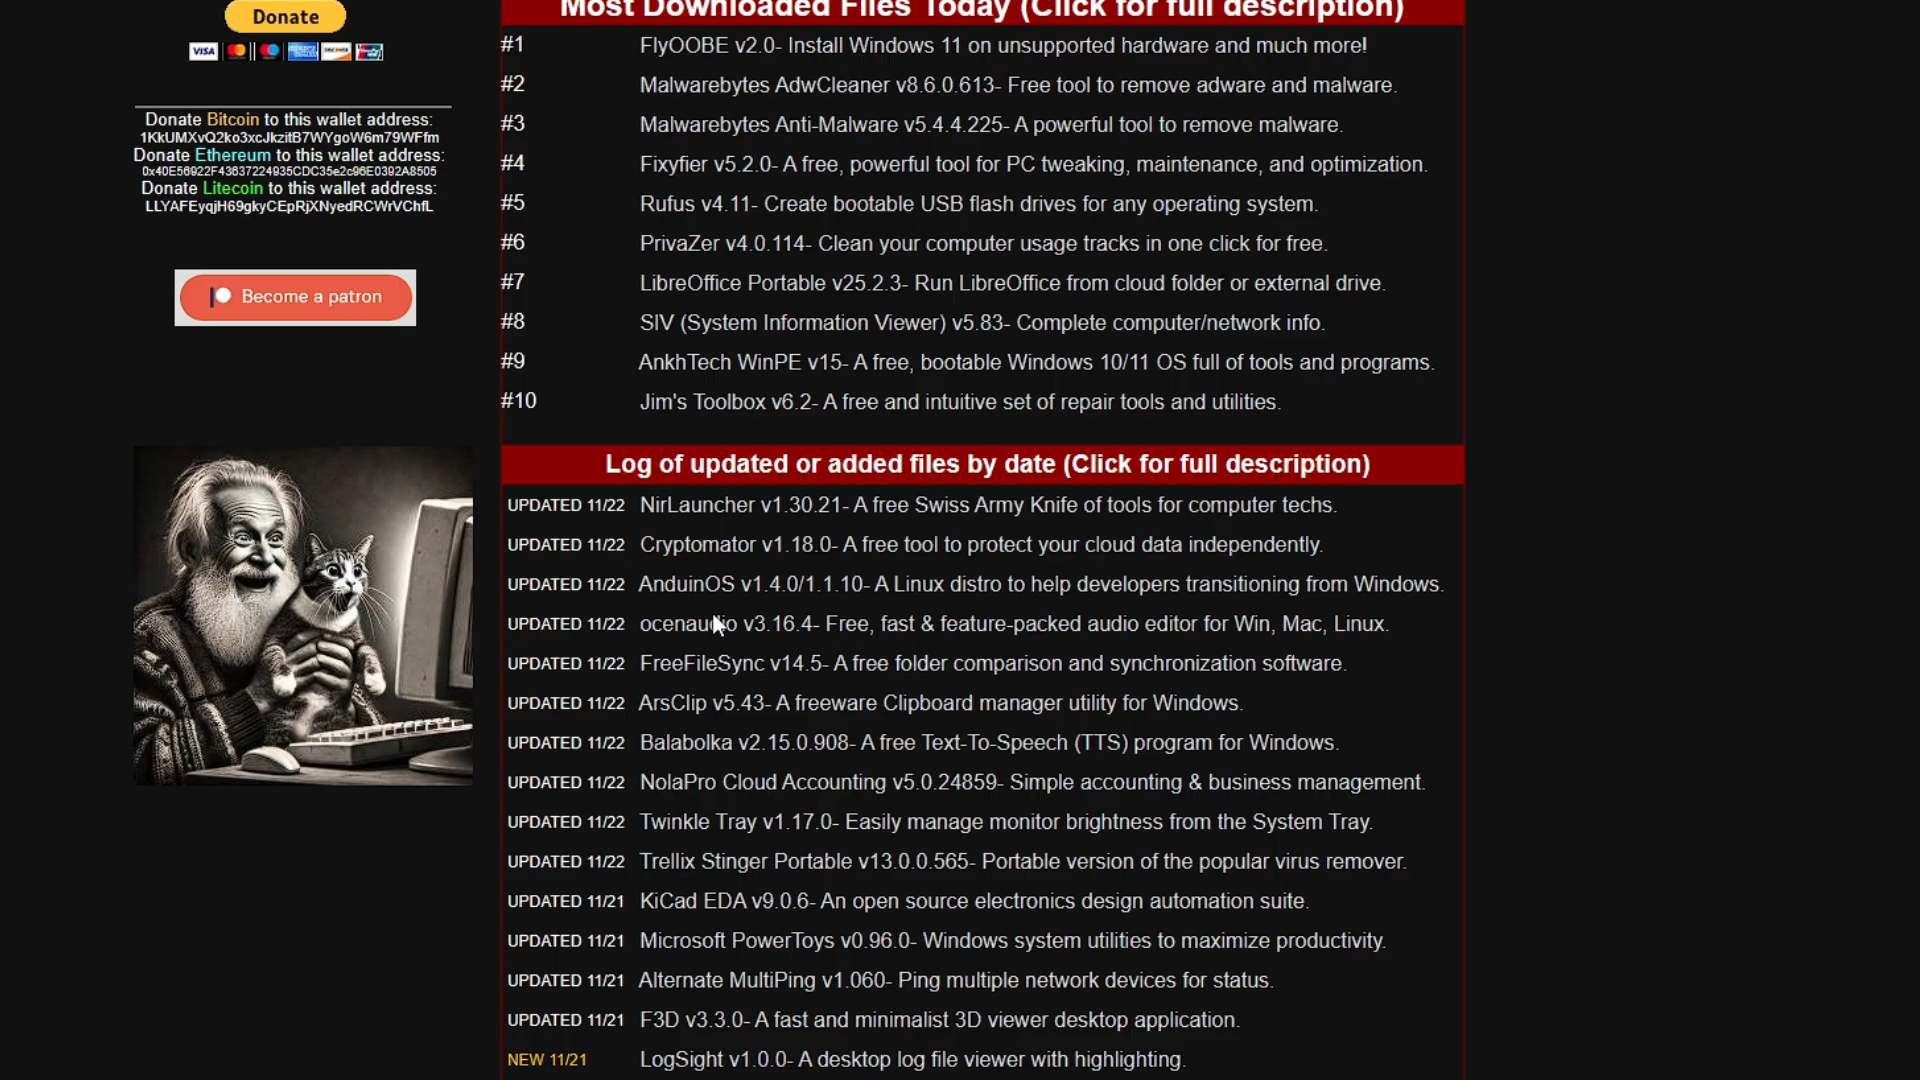 Donate
VISA
DISCOVER
Donate Bitcoin to this wallet address:
1KkUMXvQ2ko3xcJkzitB7WYgoW6m79WFfm
Donate Ethereum to this wallet address:
0x40E56922F43637224935CDC35e2c96E0392A8505
Donate Litecoin to this wallet address:
LLYAFEyqjH69gkyCEpRjXNyedRCWrVChfL
Become a patron
Most Downloaded Files Today (Click for full description)
#1 FlyOOBE v2.0- Install Windows 11 on unsupported hardware and much more!
#2 Malwarebytes AdwCleaner v8.6.0.613- Free tool to remove adware and malware.
#3 Malwarebytes Anti-Malware v5.4.4.225- A powerful tool to remove malware.
#4 Fixyfier v5.2.0- A free, powerful tool for PC tweaking, maintenance, and optimization.
#5 Rufus v4.11- Create bootable USB flash drives for any operating system.
#6 PrivaZer v4.0.114- Clean your computer usage tracks in one click for free.
#7 LibreOffice Portable v25.2.3- Run LibreOffice from cloud folder or external drive.
#8 SIV (System Information Viewer) v5.83- Complete computer/network info.
#9 AnkhTech WinPE v15- A free, bootable Windows 10/11 OS full of tools and programs.
#10 Jim's Toolbox v6.2- A free and intuitive set of repair tools and utilities.
Log of updated or added files by date (Click for full description)
UPDATED 11/22 NirLauncher v1.30.21- A free Swiss Army Knife of tools for computer techs.
UPDATED 11/22 Cryptomator v1.18.0- A free tool to protect your cloud data independently.
UPDATED 11/22 AnduinOS v1.4.0/1.1.10- A Linux distro to help developers transitioning from Windows.
UPDATED 11/22 ocenaudio v3.16.4- Free, fast & feature-packed audio editor for Win, Mac, Linux.
UPDATED 11/22 FreeFileSync v14.5- A free folder comparison and synchronization software.
UPDATED 11/22 ArsClip v5.43- A freeware Clipboard manager utility for Windows.
UPDATED 11/22 Balabolka v2.15.0.908- A free Text-To-Speech (TTS) program for Windows.
UPDATED 11/22 NolaPro Cloud Accounting v5.0.24859- Simple accounting & business management.
UPDATED 11/22 Twinkle Tray v1.17.0- Easily manage monitor brightness from the System Tray.
UPDATED 11/22 Trellix Stinger Portable v13.0.0.565- Portable version of the popular virus remover.
UPDATED 11/21 KiCad EDA v9.0.6- An open source electronics design automation suite.
UPDATED 11/21 Microsoft PowerToys v0.96.0- Windows system utilities to maximize productivity.
UPDATED 11/21 Alternate MultiPing v1.060- Ping multiple network devices for status.
UPDATED 11/21 F3D v3.3.0- A fast and minimalist 3D viewer desktop application.
NEW 11/21 LogSight v1.0.0- A desktop log file viewer with highlighting.